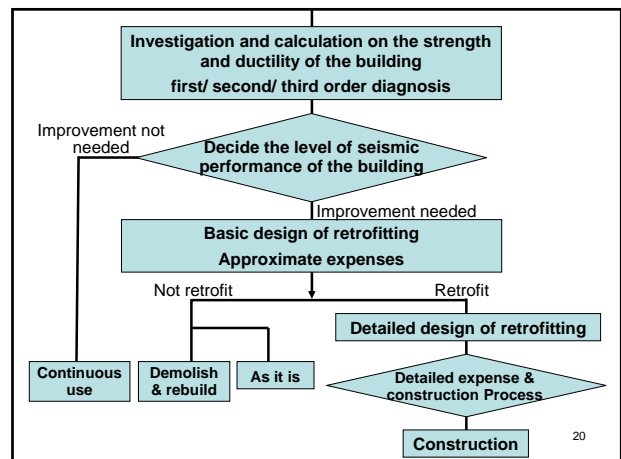 Investigation and calculation on the strength
and ductility of the building
first/ second/ third order diagnosis
Improvement not
needed
Decide the level of seismic
performance of the building
Improvement needed
Basic design of retrofitting
Approximate expenses
Not retrofit
Retrofit
Detailed design of retrofitting
Continuous
use
Demolish
& rebuild
As it is
Detailed expense &
construction Process
Construction
20